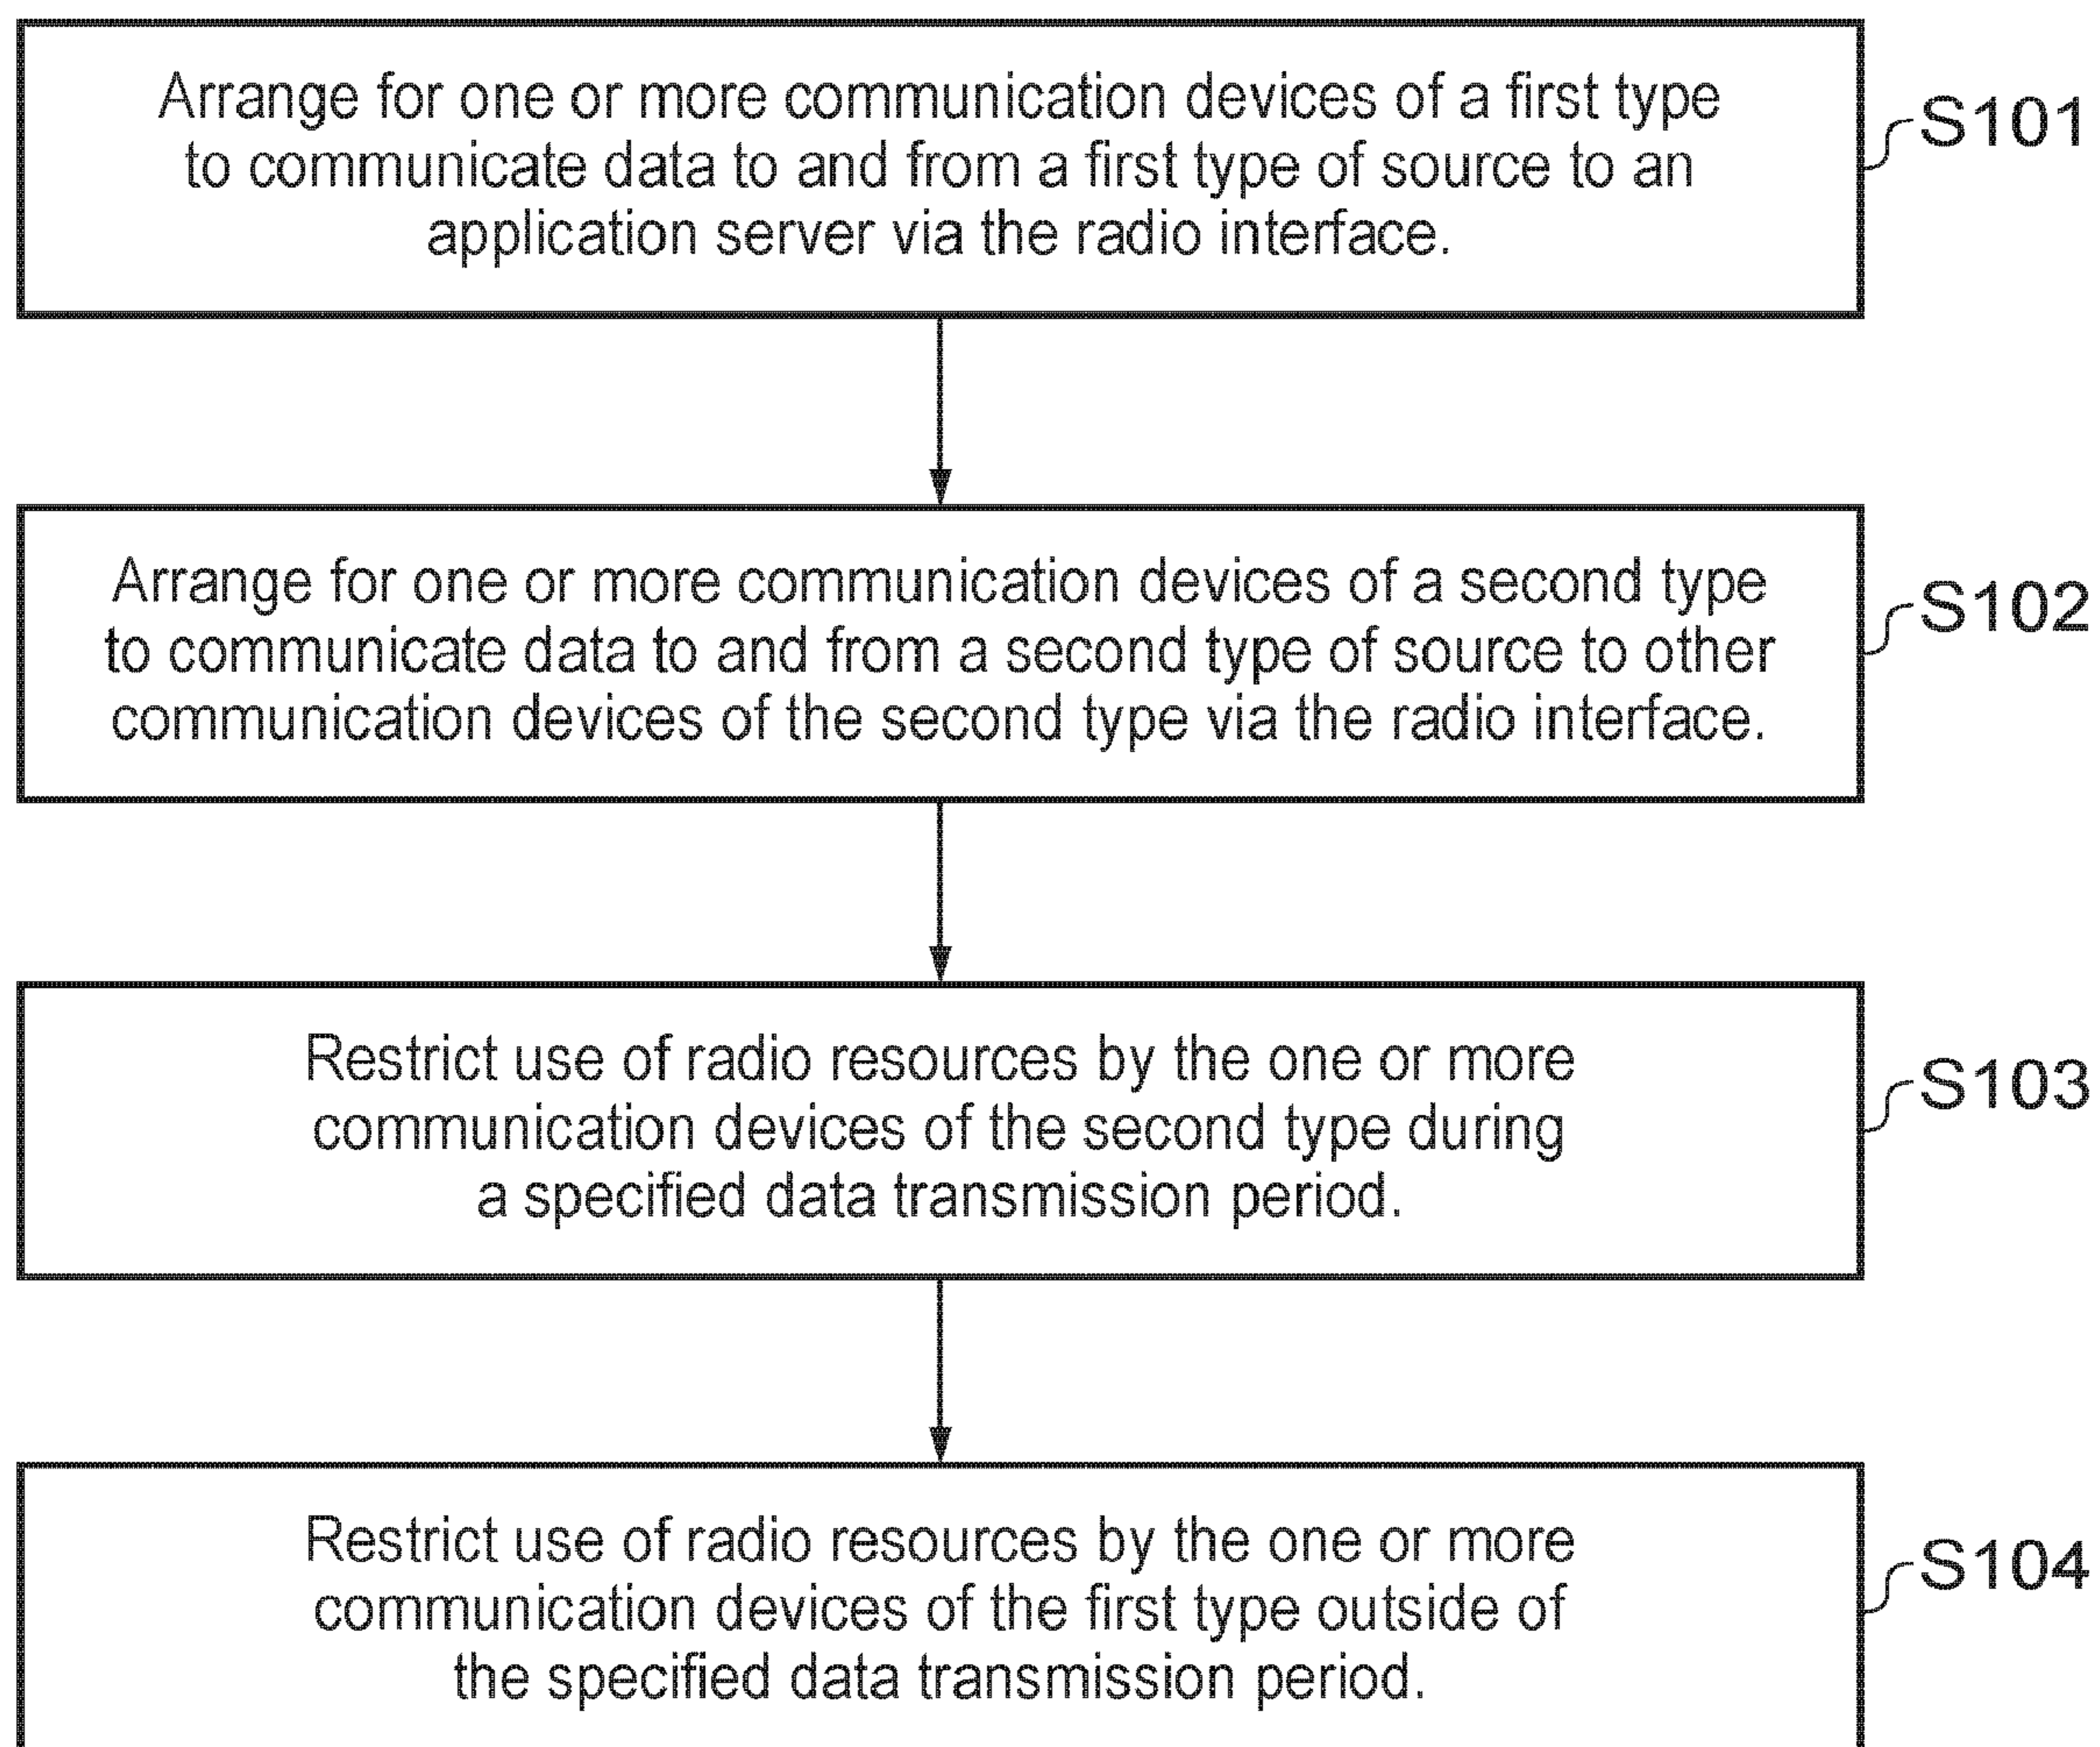 Arrange for one or more communication devices of a first type
to communicate data to and from a first type of source to an
application server via the radio interface.
S101
Arrange for one or more communication devices of a second type
to communicate data to and from a second type of source to other
communication devices of the second type via the radio interface.
S102
Restrict use of radio resources by the one or more
communication devices of the second type during
a specified data transmission period.
S103
Restrict use of radio resources by the one or more
communication devices of the first type outside of
the specified data transmission period.
S104